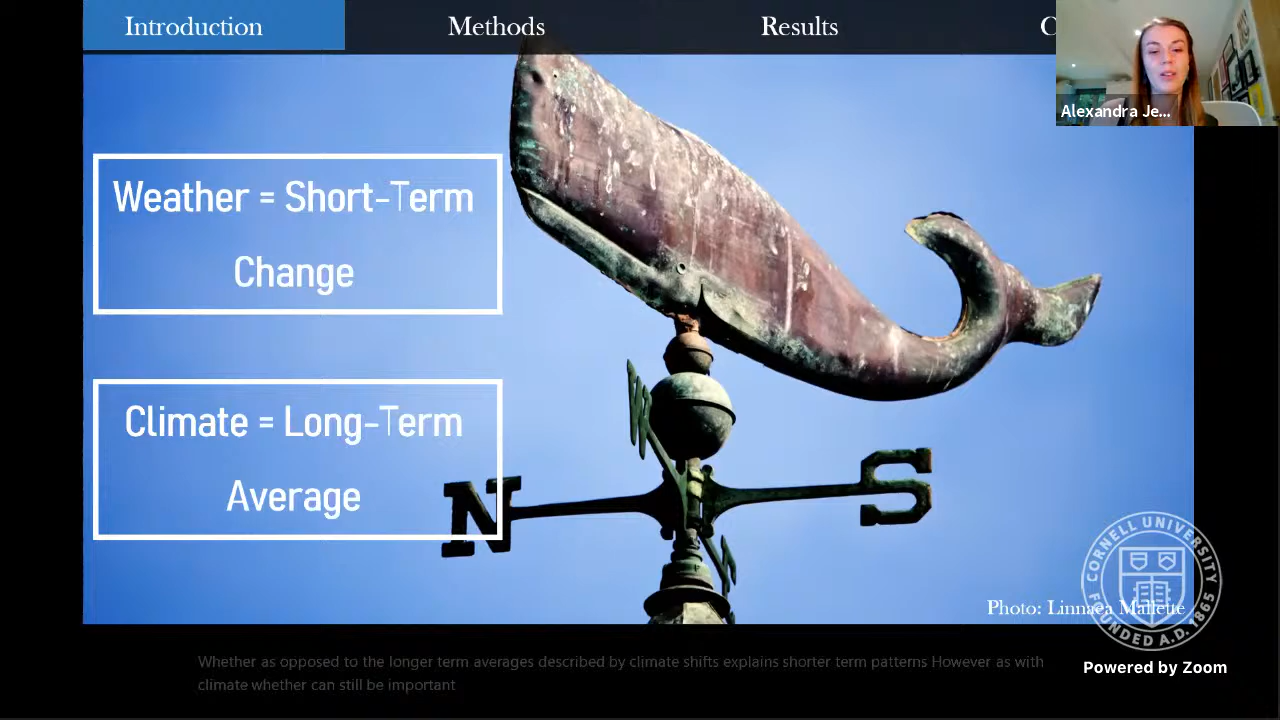 Introduction
Methods
Results
Alexandra Je...
Weather = Short-Term
Change
Climate = Long-Term
Average
N
S
W
Photo: Linnaea Mallette
CORNELL UNIVERSITY
FOUNDED A.D. 1865
Powered by Zoom
Whether as opposed to the longer term averages described by climate shifts explains shorter term patterns However as with
climate whether can still be important